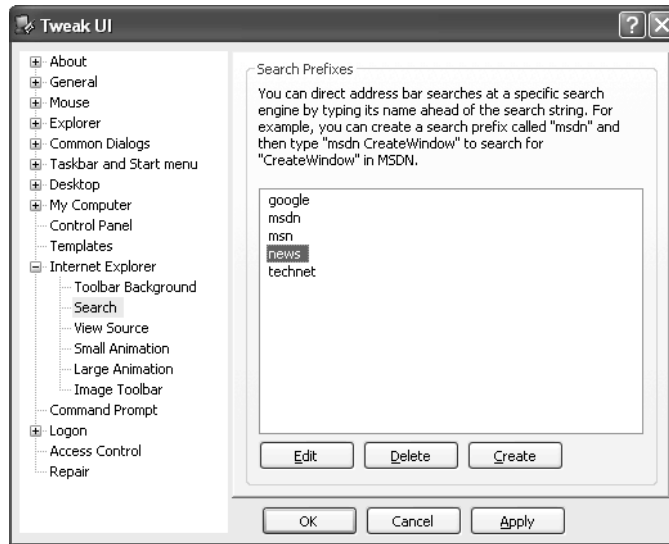 Tweak UI
About
General
Mouse
Explorer
Common Dialogs
Taskbar and Start menu
Desktop
My Computer
Control Panel
Templates
Internet Explorer
Toolbar Background
Search
View Source
Small Animation
Large Animation
Image Toolbar
Command Prompt
Logon
Access Control
Repair
Search Prefixes
You can direct address bar searches at a specific search
engine by typing its name ahead of the search string. For
example, you can create a search prefix called "msdn" and
then type "msdn CreateWindow" to search for
"CreateWindow" in MSDN.
google
msdn
msn
news
technet
Edit Delete Create
OK Cancel Apply